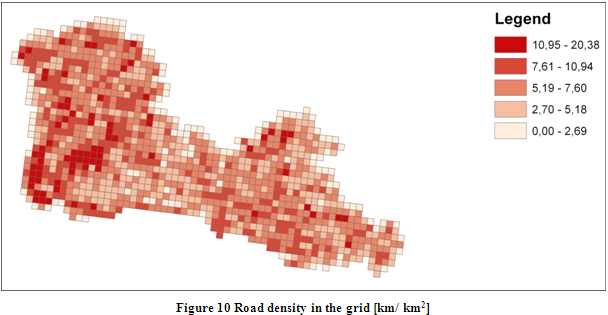 Legend
10,95 - 20,38
7,61 - 10,94
5,19 - 7,60
2,70 - 5,18
0,00 - 2,69
Figure 10 Road density in the grid [km/ km²]